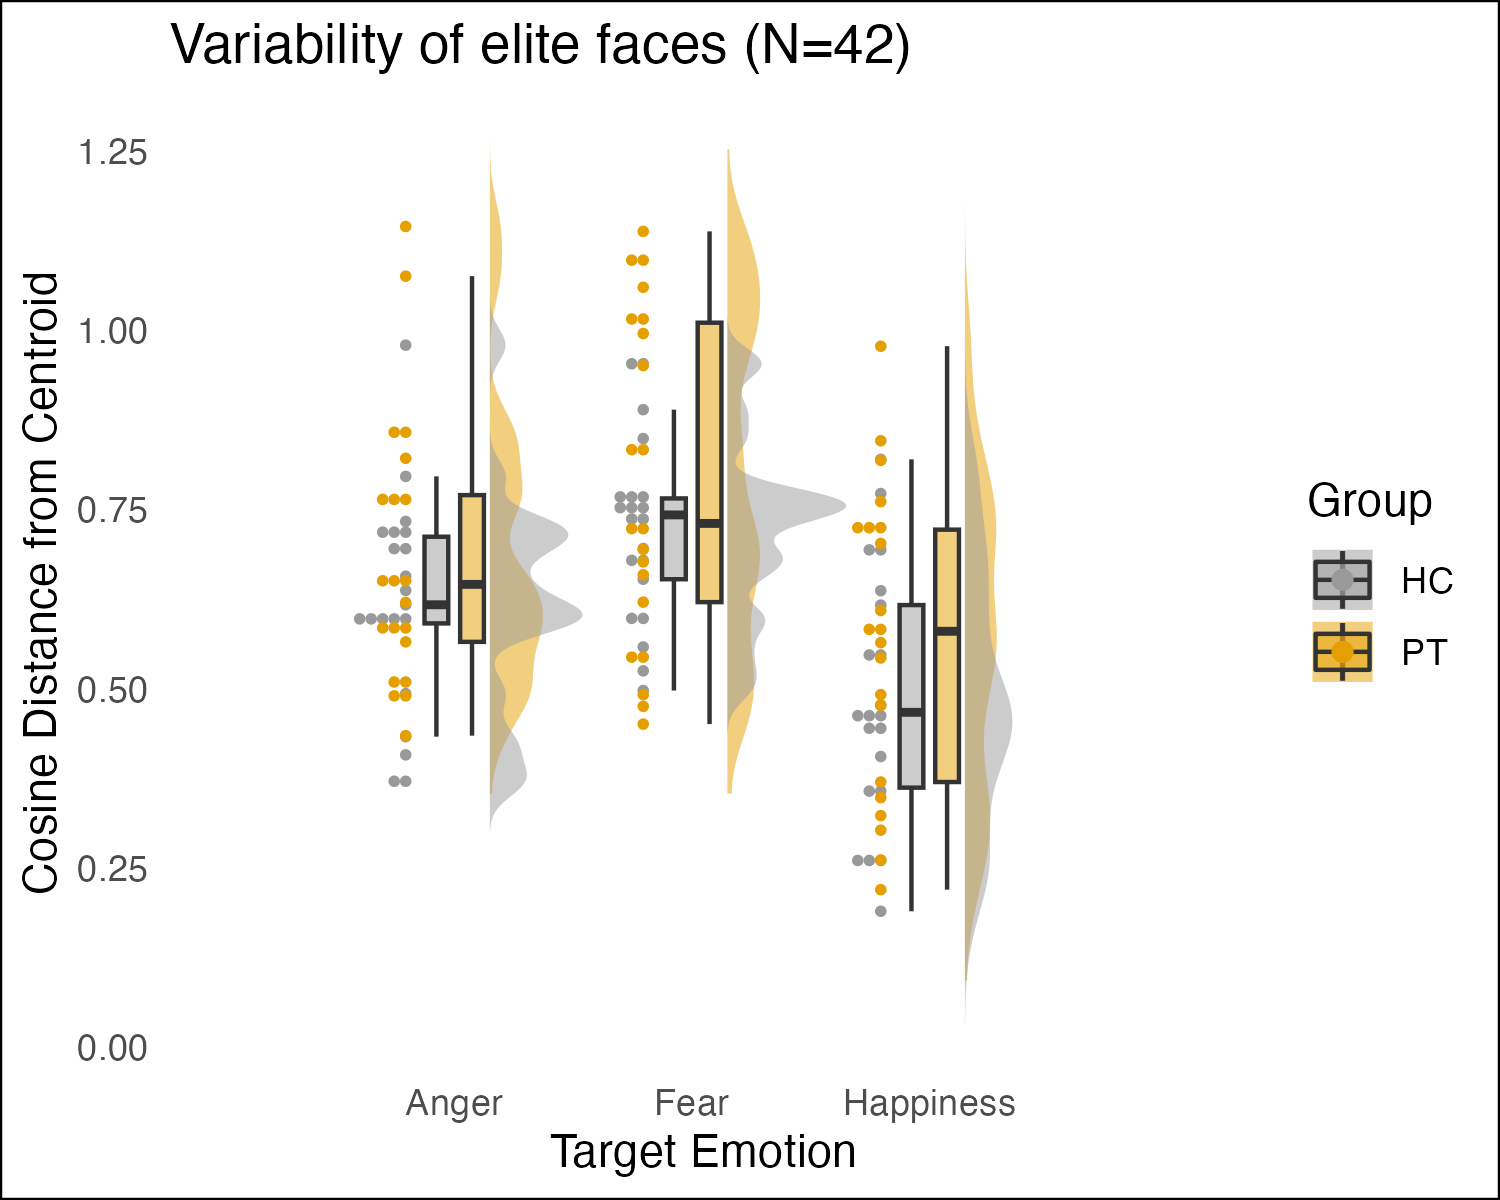 Variability of elite faces (N=42)
Cosine Distance from Centroid
1.25
1.00
0.75
0.50
0.25
0.00
Anger Fear Happiness
Target Emotion
Group
HC
PT